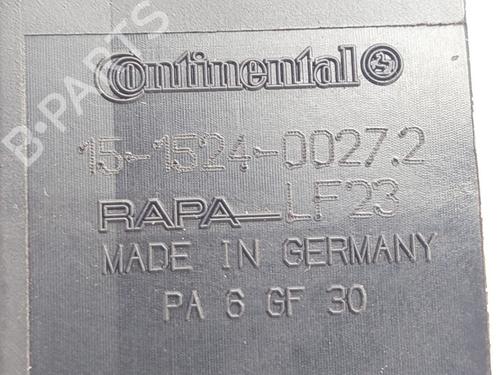 Continental
15-1524-0027.2
RAPA LF23
MADE IN GERMANY
PA 6 GF 30
B-PARTS